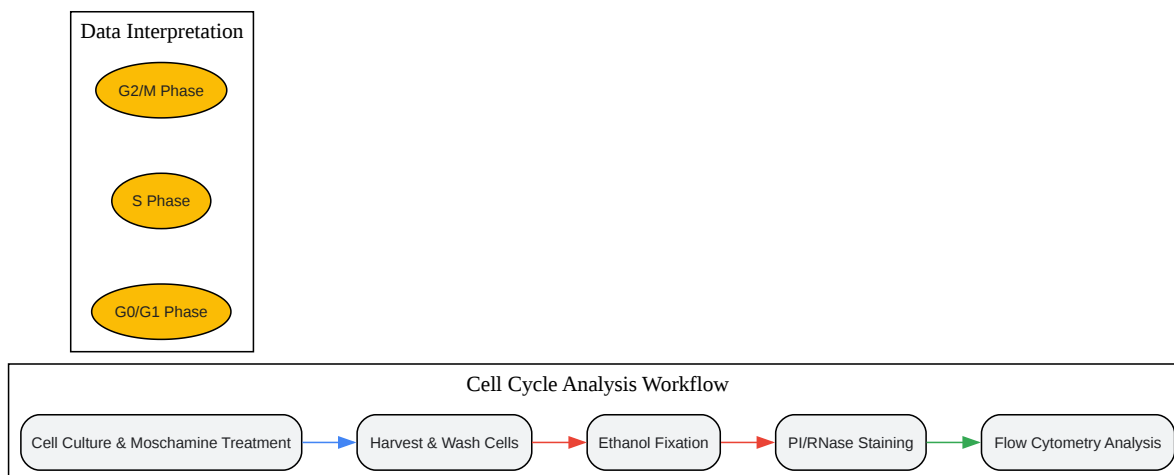 Data Interpretation
G2/M Phase
S Phase
G0/G1 Phase
Cell Cycle Analysis Workflow
Cell Culture & Moschamine Treatment
Harvest & Wash Cells
Ethanol Fixation
PI/RNase Staining
Flow Cytometry Analysis